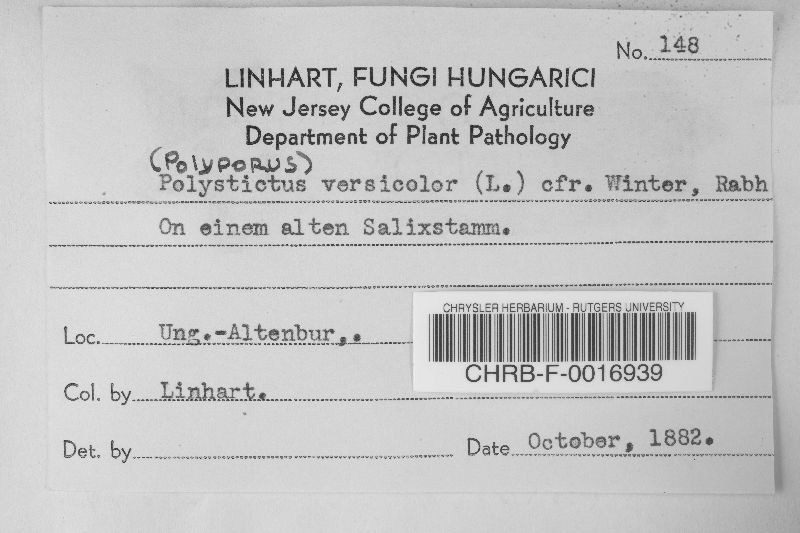 No. 148
LINHART, FUNGI HUNGARICI
New Jersey College of Agriculture
Department of Plant Pathology
(POLYPORUS)
Polystictus versicolor (L.) cfr. Winter, Rabh
On einem alten Salixstamm.
Loc. Ung.-Altenbur,.
CHRYSLER HERBARIUM - RUTGERS UNIVERSITY
CHRB-F-0016939
Col. by Linhart.
Det. by
Date October, 1882.